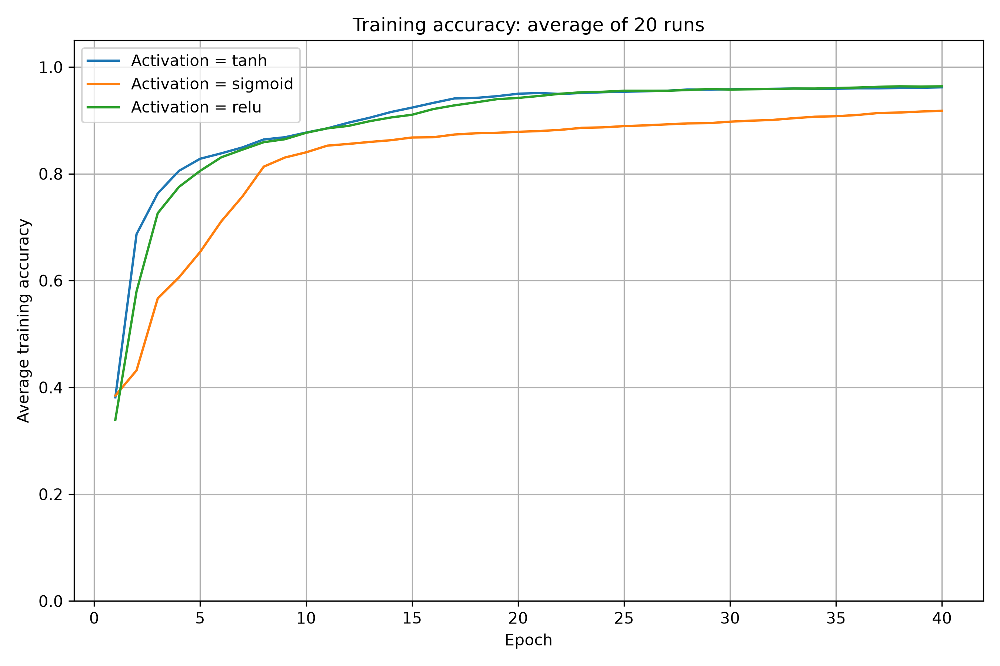 Training accuracy: average of 20 runs
Activation = tanh
Activation = sigmoid
Activation = relu
1.0
0.8
0.6
0.4
0.2
0.0
Average training accuracy
0 5 10 15 20 25 30 35 40
Epoch